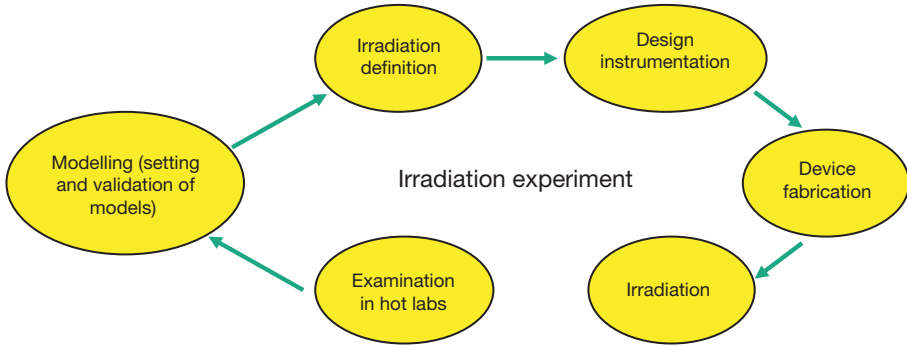 Irradiation
definition
Design
instrumentation
Modelling (setting
and validation of
models)
Irradiation experiment
Device
fabrication
Examination
in hot labs
Irradiation